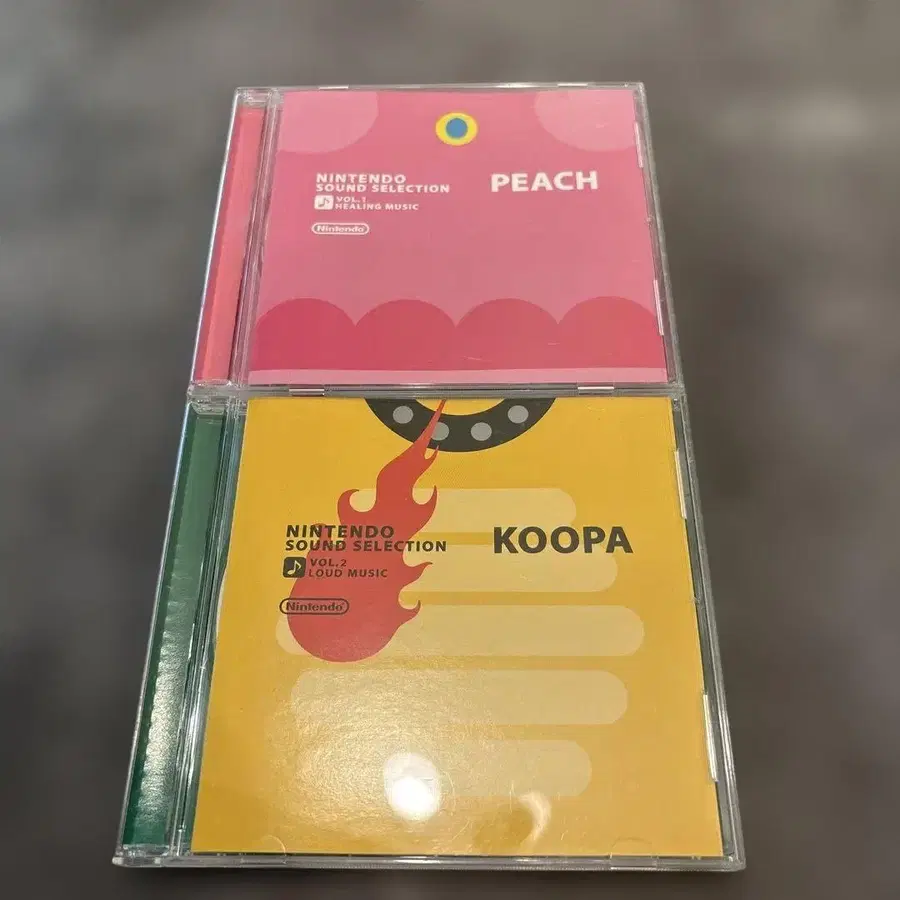 NINTENDO
SOUND SELECTION
VOL.1
HEALING MUSIC
Nintendo
PEACH
NINTENDO
SOUND SELECTION
VOL.2
LOUD MUSIC
Nintendo
KOOPA